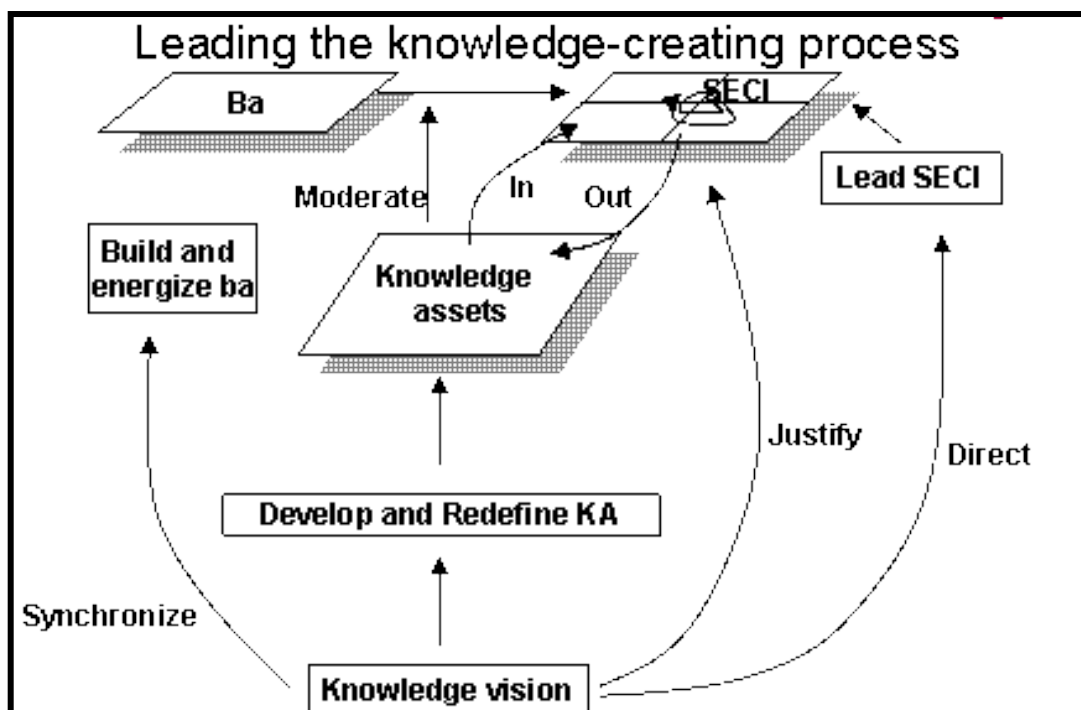 Leading the knowledge-creating process
Ba
SECI
Lead SECI
Moderate
In
Out
Build and
energize ba
Knowledge
assets
Justify
Direct
Develop and Redefine KA
Synchronize
Knowledge vision